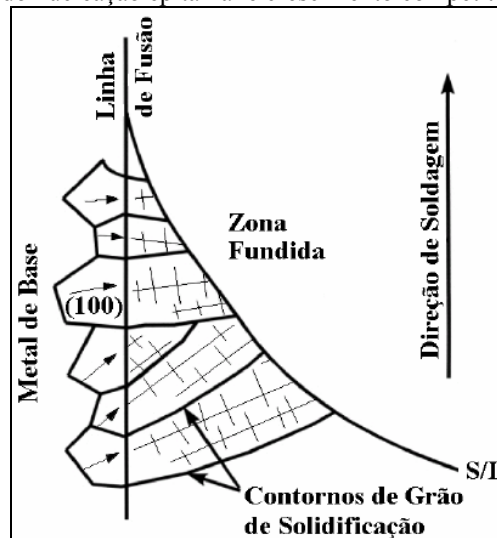 Linha
de Fusão
Zona
Fundida
Direção de Soldagem
Metal de Base
(100)
Contornos de Grão
de Solidificação